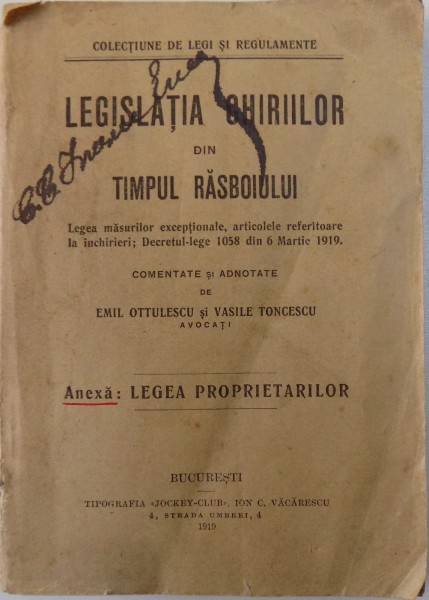 COLECȚIUNE DE LEGI ȘI REGULAMENTE
LEGISLAȚIA CHIRIILOR
DIN
TIMPUL RĂSBOIULUI
Legea măsurilor excepționale, articolele referitoare
la închirieri; Decretul-lege 1058 din 6 Martie 1919.
COMENTATE și ADNOTATE
DE
EMIL OTTULESCU și VASILE TONCESCU
AVOCAȚI
Anexă: LEGEA PROPRIETARILOR
BUCUREȘTI
TIPOGRAFIA «JOCKEY-CLUB», ION C. VĂCĂRESCU
4, STRADA UMBREI, 4
1919